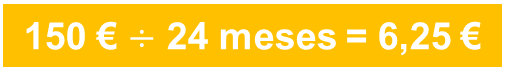 150 € ÷ 24 meses = 6,25 €